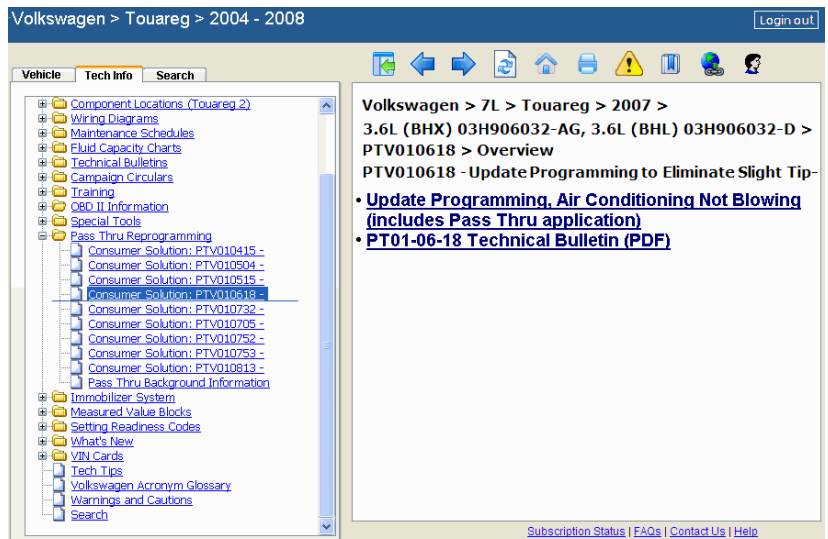 Volkswagen > Touareg > 2004 - 2008
Login out
Vehicle
Tech Info
Search
Component Locations (Touareg 2)
Wiring Diagrams
Maintenance Schedules
Fluid Capacity Charts
Technical Bulletins
Campaign Circulars
Training
OBD II Information
Special Tools
Pass Thru Reprogramming
Consumer Solution: PTV010415 -
Consumer Solution: PTV010504 -
Consumer Solution: PTV010515 -
Consumer Solution: PTV010618 -
Consumer Solution: PTV010732 -
Consumer Solution: PTV010705 -
Consumer Solution: PTV010752 -
Consumer Solution: PTV010753 -
Consumer Solution: PTV010813 -
Pass Thru Background Information
Immobilizer System
Measured Value Blocks
Setting Readiness Codes
What's New
VIN Cards
Tech Tips
Volkswagen Acronym Glossary
Warnings and Cautions
Search
Volkswagen > 7L > Touareg > 2007 >
3.6L (BHX) 03H906032-AG, 3.6L (BHL) 03H906032-D >
PTV010618 > Overview
PTV010618 - Update Programming to Eliminate Slight Tip-
• Update Programming, Air Conditioning Not Blowing
(includes Pass Thru application)
• PT01-06-18 Technical Bulletin (PDF)
Subscription Status | FAQs | Contact Us | Help